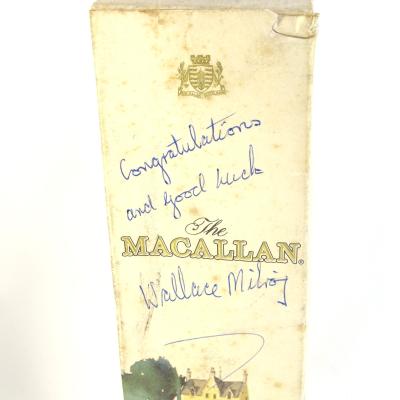 Congratulations
and good luck
The
MACALLAN®
Wallace Milroy